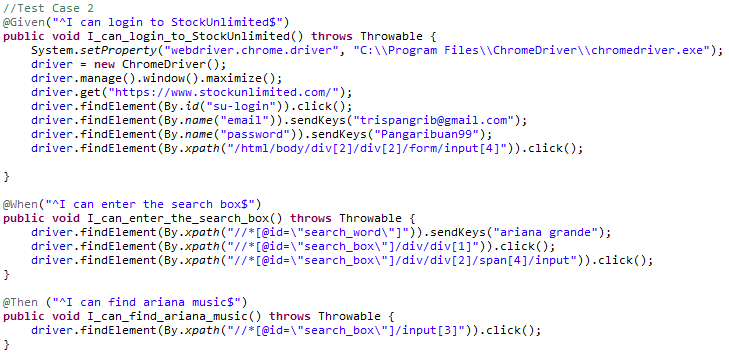 //Test Case 2
@Given("^I can login to StockUnlimited$")
public void I_can_login_to_StockUnlimited() throws Throwable {
    System.setProperty("webdriver.chrome.driver", "C:\\Program Files\\ChromeDriver\\chromedriver.exe");
    driver = new ChromeDriver();
    driver.manage().window().maximize();
    driver.get("https://www.stockunlimited.com/");
    driver.findElement(By.id("su-login")).click();
    driver.findElement(By.name("email")).sendKeys("trispangrib@gmail.com");
    driver.findElement(By.name("password")).sendKeys("Pangaribuan99");
    driver.findElement(By.xpath("/html/body/div[2]/div[2]/form/input[4]")).click();
}
@When("^I can enter the search box$")
public void I_can_enter_the_search_box() throws Throwable {
    driver.findElement(By.xpath("//*[@id=\"search_word\"]")).sendKeys("ariana grande");
    driver.findElement(By.xpath("//*[@id=\"search_box\"]/div/div[1]")).click();
    driver.findElement(By.xpath("//*[@id=\"search_box\"]/div/div[2]/span[4]/input")).click();
}
@Then ("^I can find ariana music$")
public void I_can_find_ariana_music() throws Throwable {
    driver.findElement(By.xpath("//*[@id=\"search_box\"]/input[3]")).click();
}